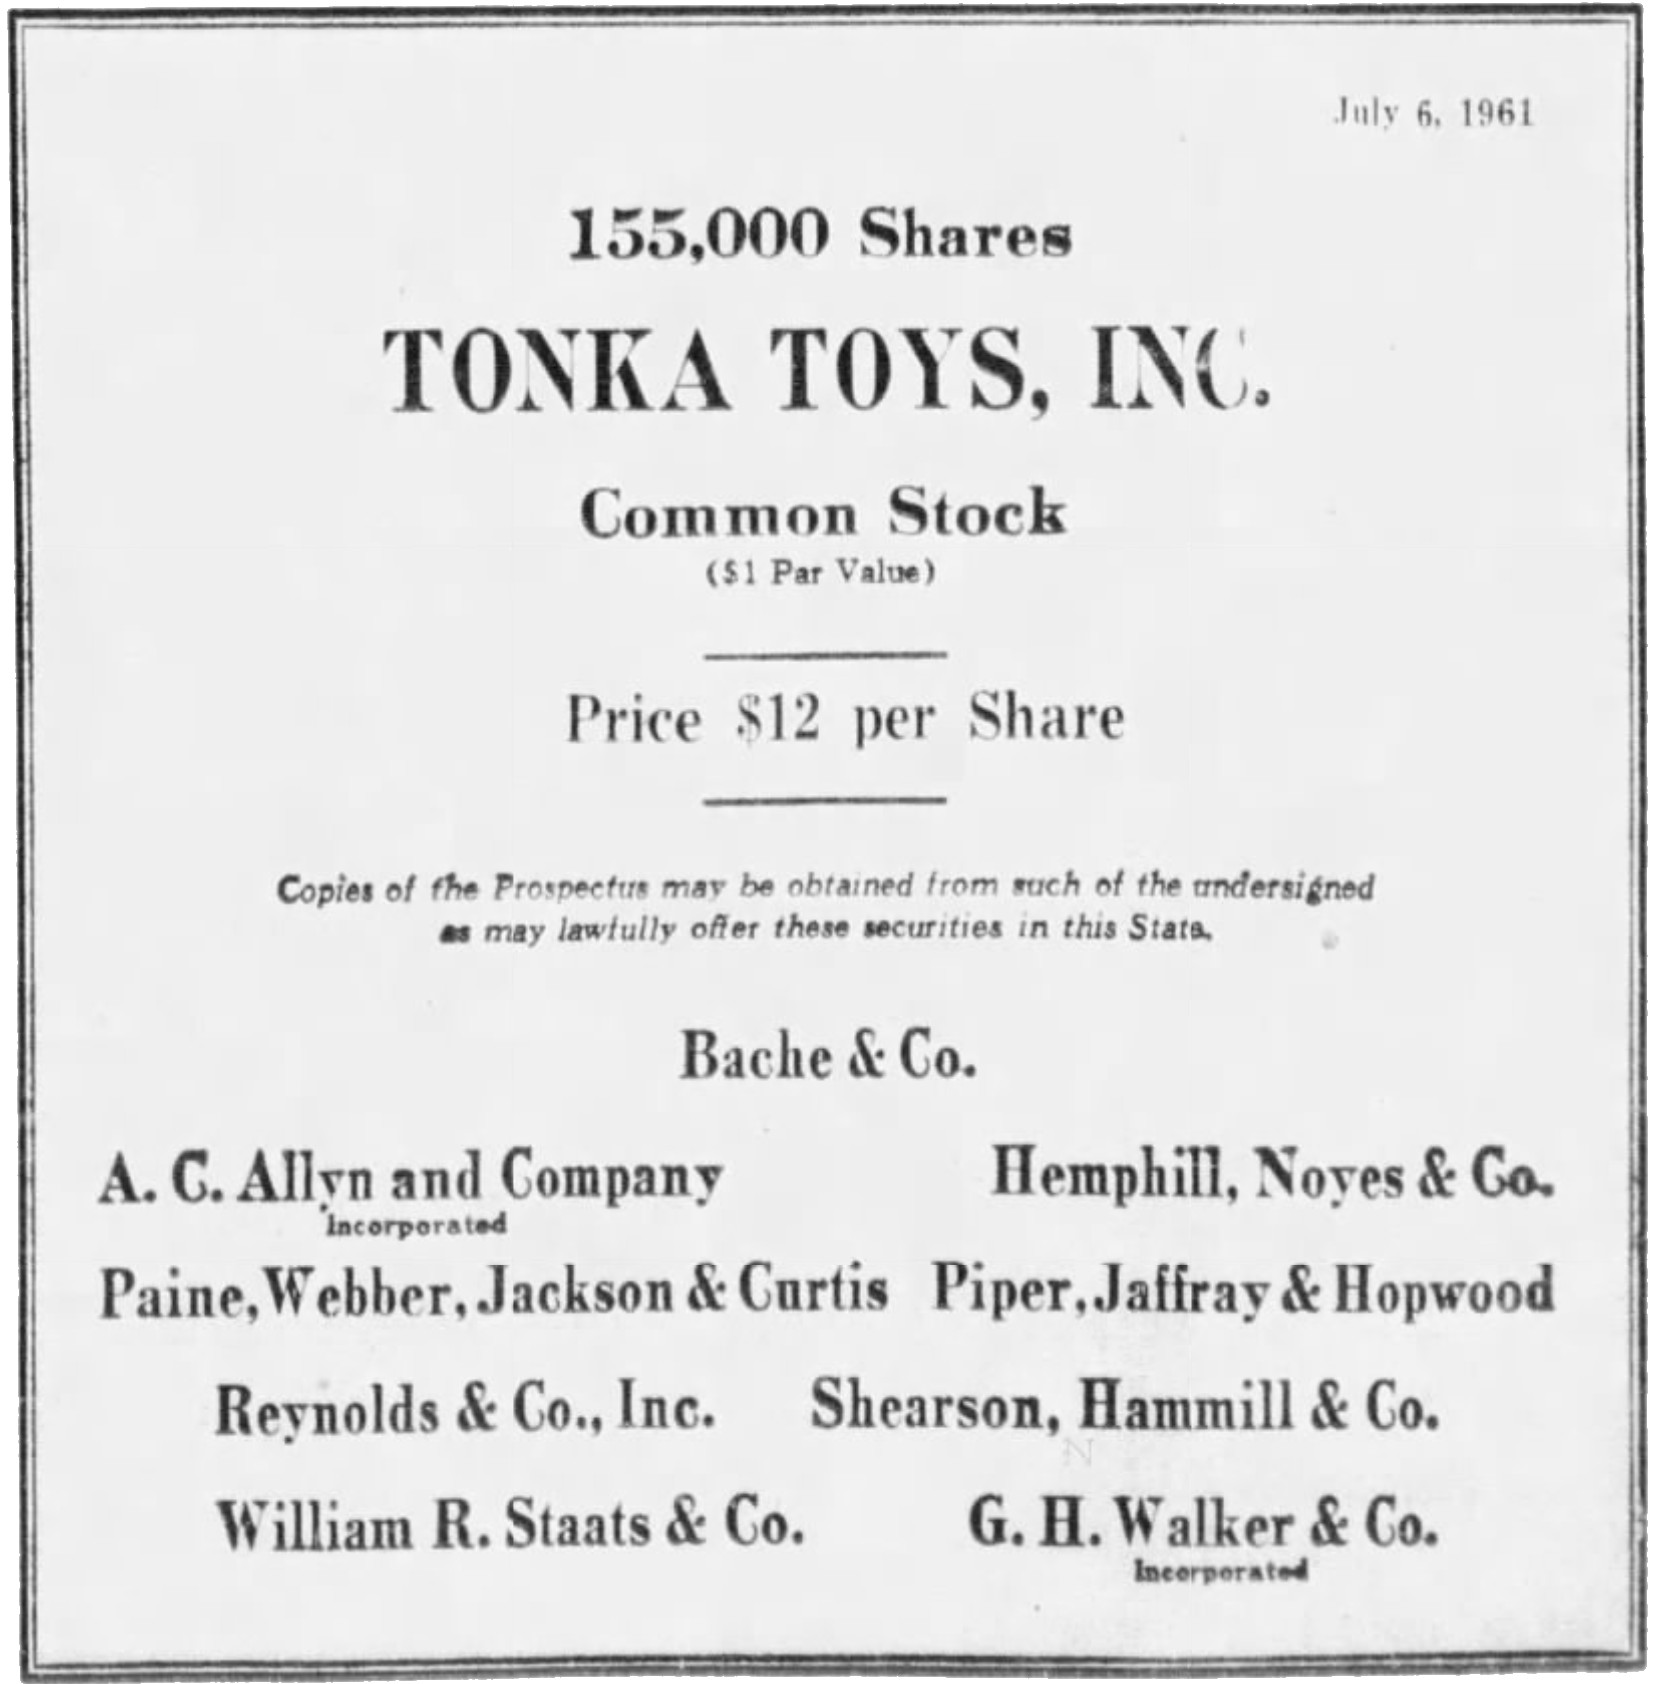 July 6, 1961
155,000 Shares
TONKA TOYS, INC.
Common Stock
($1 Par Value)
Price $12 per Share
Copies of the Prospectus may be obtained from such of the undersigned
as may lawfully offer these securities in this State.
Bache & Co.
A. C. Allyn and Company
Incorporated
Hemphill, Noyes & Co.
Paine, Webber, Jackson & Curtis
Piper, Jaffray & Hopwood
Reynolds & Co., Inc.
Shearson, Hammill & Co.
William R. Staats & Co.
G. H. Walker & Co.
Incorporated